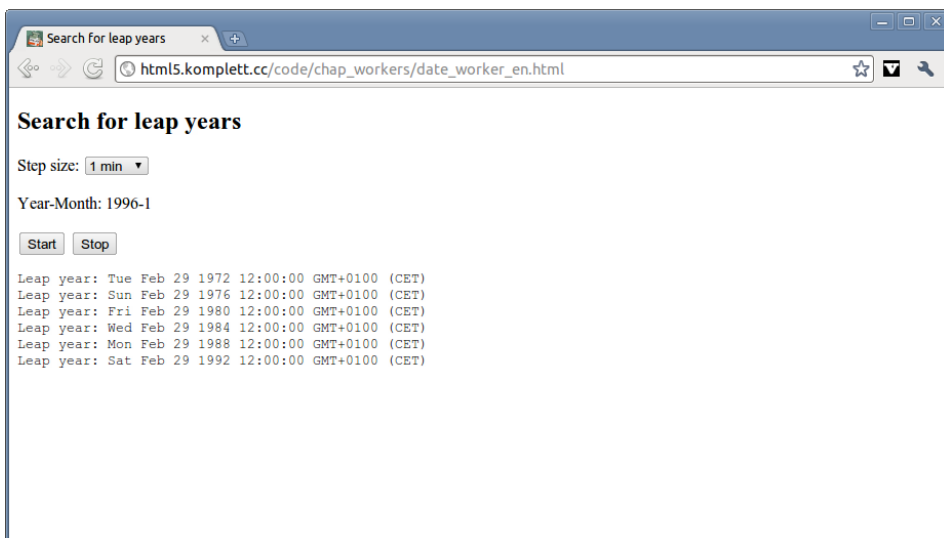 Search for leap years
html5.komplett.cc/code/chap_workers/date_worker_en.html
Search for leap years
Step size: 1 min
Year-Month: 1996-1
Start Stop
Leap year: Tue Feb 29 1972 12:00:00 GMT+0100 (CET)
Leap year: Sun Feb 29 1976 12:00:00 GMT+0100 (CET)
Leap year: Fri Feb 29 1980 12:00:00 GMT+0100 (CET)
Leap year: Wed Feb 29 1984 12:00:00 GMT+0100 (CET)
Leap year: Mon Feb 29 1988 12:00:00 GMT+0100 (CET)
Leap year: Sat Feb 29 1992 12:00:00 GMT+0100 (CET)